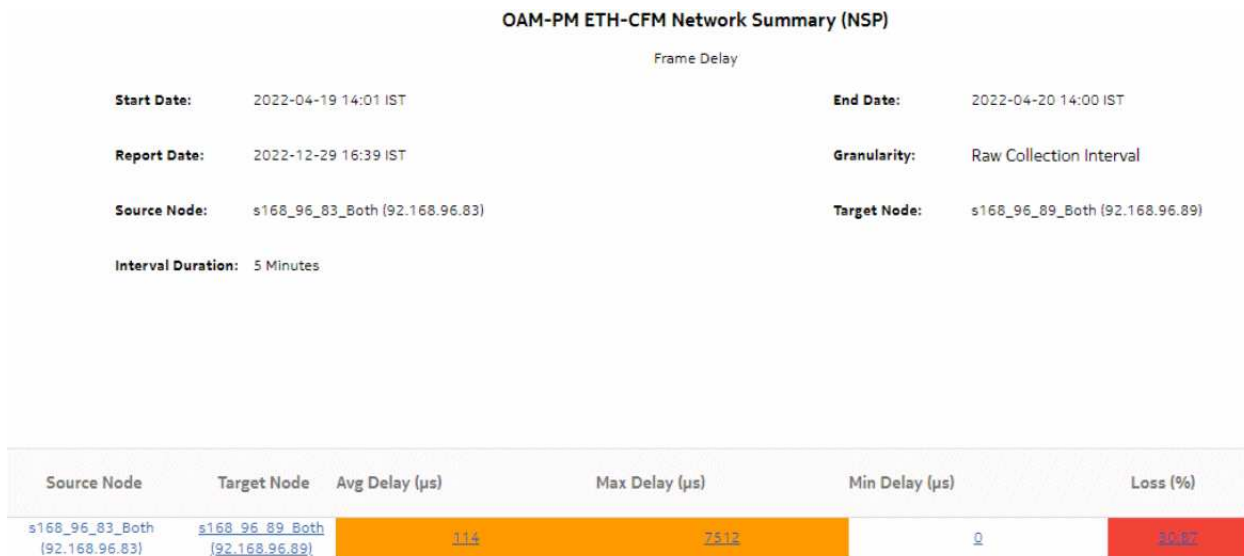 OAM-PM ETH-CFM Network Summary (NSP)
Frame Delay
Start Date: 2022-04-19 14:01 IST End Date: 2022-04-20 14:00 IST
Report Date: 2022-12-29 16:39 IST Granularity: Raw Collection Interval
Source Node: s168_96_83_Both (92.168.96.83) Target Node: s168_96_89_Both (92.168.96.89)
Interval Duration: 5 Minutes
Source Node Target Node Avg Delay (µs) Max Delay (µs) Min Delay (µs) Loss (%)
s168_96_83_Both s168_96_89_Both 114 7512 0
(92.168.96.83) (92.168.96.89)